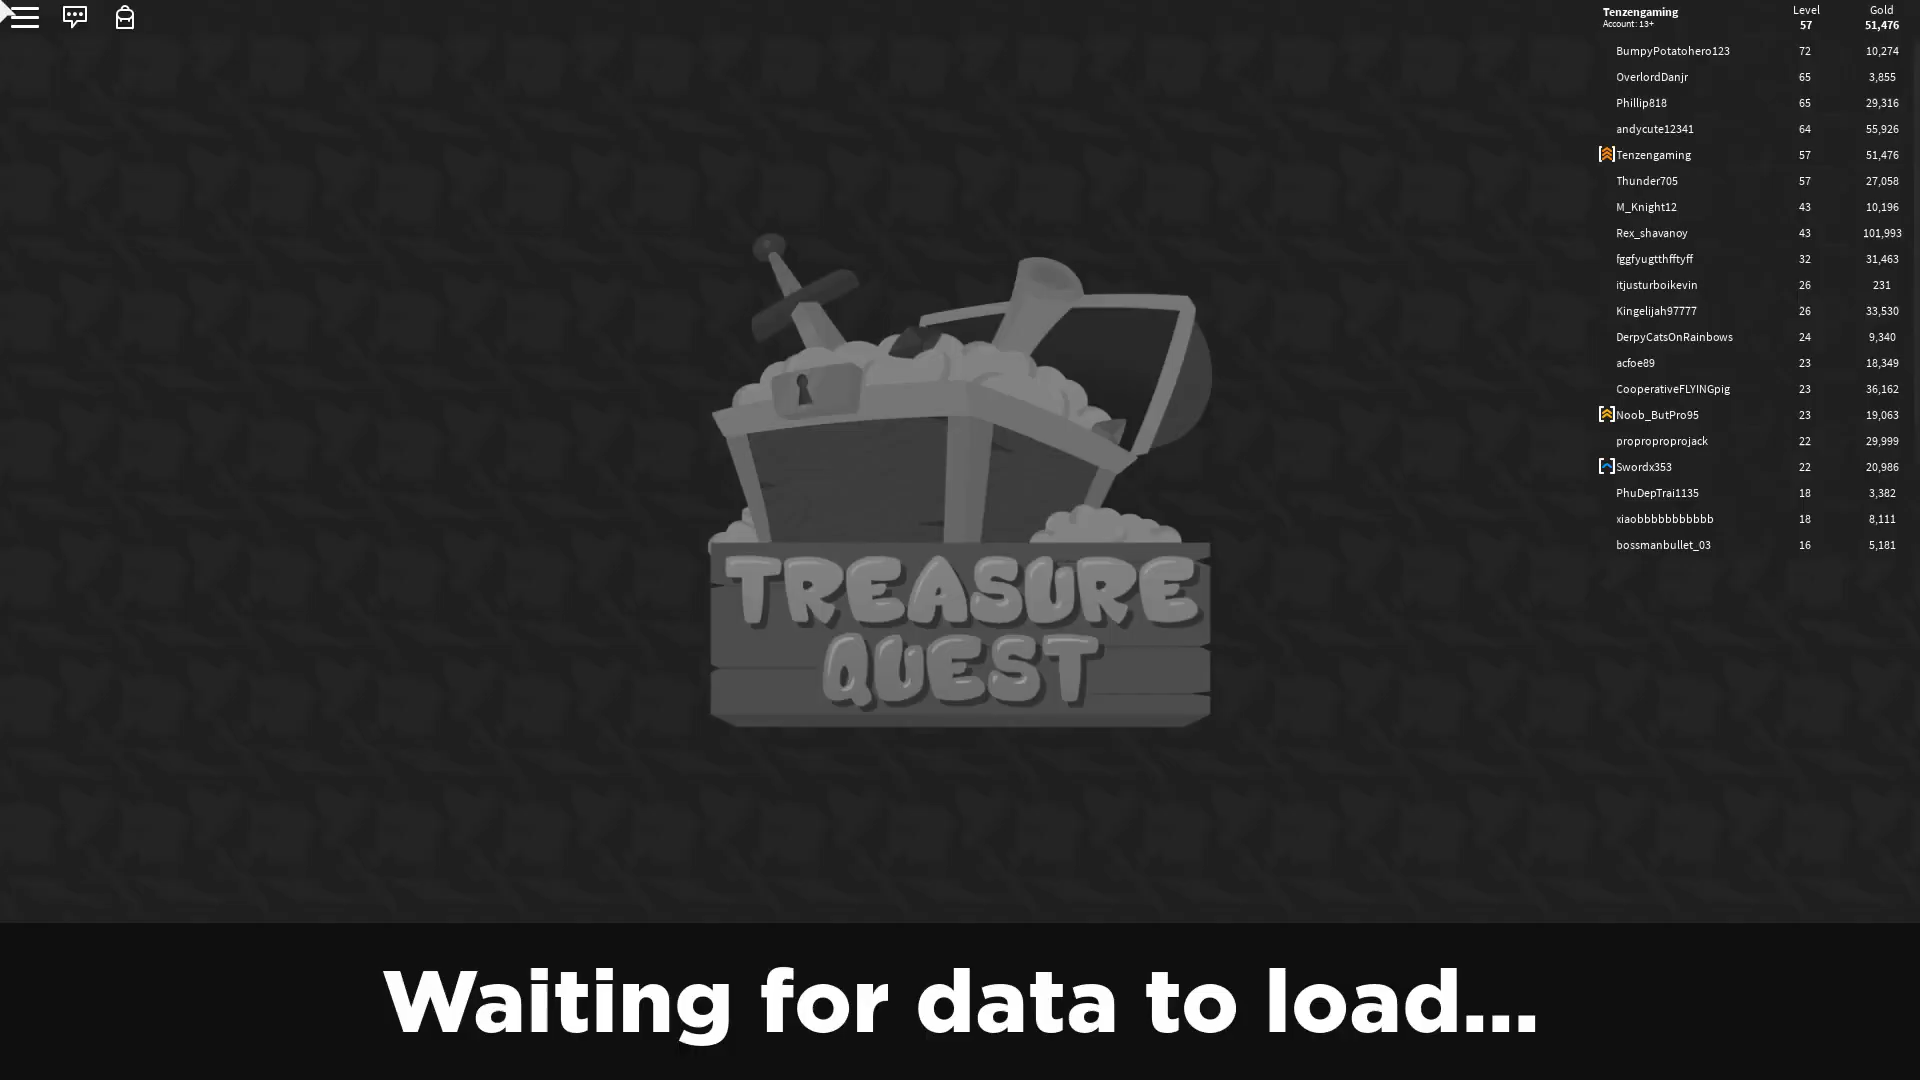 Tenzengaming Level Gold
Account: 13+ 57 51,476
BumpyPotatohero123 72 10,274
OverlordDanjr 65 3,855
Phillip818 65 29,316
andycute12341 64 55,926
Tenzengaming 57 51,476
Thunder705 57 27,058
M_Knight12 43 10,196
Rex_shavanoy 43 101,993
fggfyugtthfftyff 32 31,463
itjusturboikevin 26 231
Kingelijah97777 26 33,530
DerpyCatsOnRainbows 24 9,340
acfoe89 23 18,349
CooperativeFLYINGpig 23 36,162
Noob_ButPro95 23 19,063
proproproprojack 22 29,999
Swordx353 22 20,986
PhuDepTrai1135 18 3,382
xiaobbbbbbbbbbb 18 8,111
bossmanbullet_03 16 5,181
TREASURE
QUEST
Waiting for data to load...